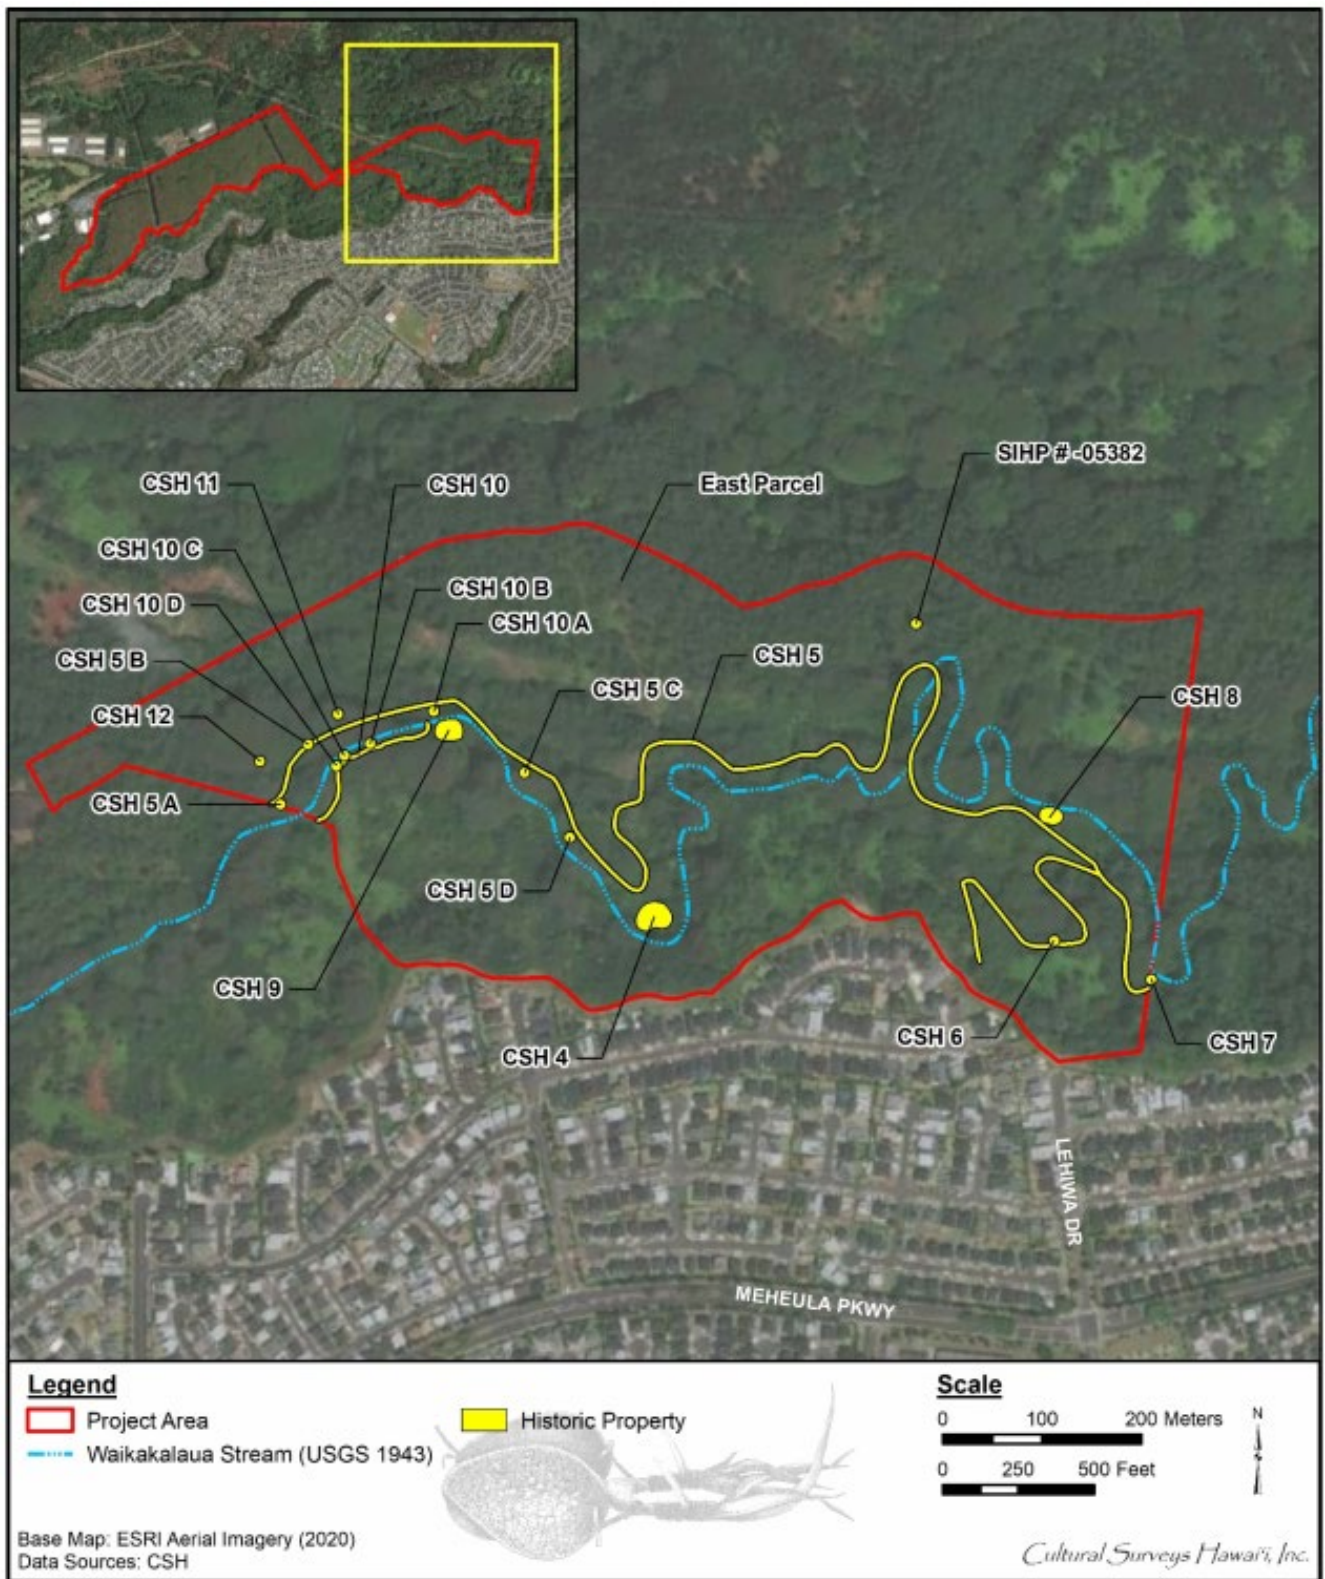 SIHP # -05382
CSH 11
CSH 10
East Parcel
CSH 10 C
CSH 10 B
CSH 10 D
CSH 10 A
CSH 5 B
CSH 5
CSH 5 C
CSH 8
CSH 12
CSH 5 A
CSH 5 D
CSH 9
CSH 6
CSH 7
CSH 4
LEHIWA DR
MEHEULA PKWY
Legend
Project Area
Historic Property
Waikakalaua Stream (USGS 1943)
Scale
0 100 200 Meters
0 250 500 Feet
N
Base Map: ESRI Aerial Imagery (2020)
Data Sources: CSH
Cultural Surveys Hawaiʻi, Inc.